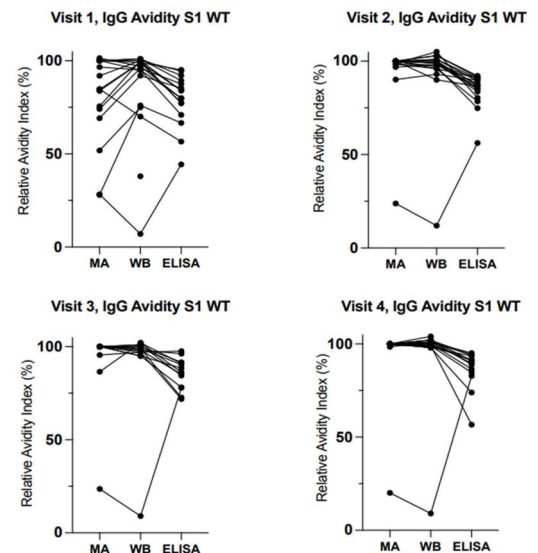 Visit 1, IgG Avidity S1 WT
Relative Avidity Index (%)
100
50
0
MA WB ELISA
Visit 2, IgG Avidity S1 WT
Relative Avidity Index (%)
100
50
0
MA WB ELISA
Visit 3, IgG Avidity S1 WT
Relative Avidity Index (%)
100
50
0
MA WB ELISA
Visit 4, IgG Avidity S1 WT
Relative Avidity Index (%)
100
50
0
MA WB ELISA